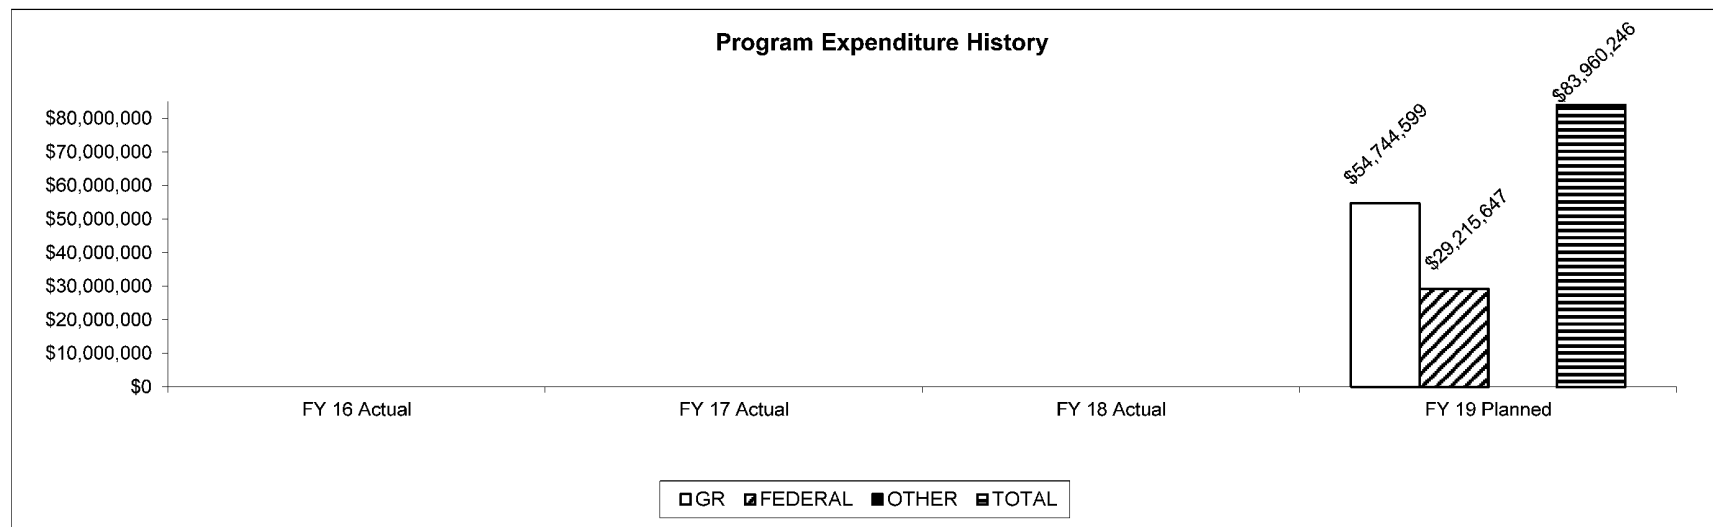 Program Expenditure History
$83,960,246
$54,744,599
$29,215,647
$80,000,000
$70,000,000
$60,000,000
$50,000,000
$40,000,000
$30,000,000
$20,000,000
$10,000,000
$0
FY 16 Actual
FY 17 Actual
FY 18 Actual
FY 19 Planned
GR FEDERAL OTHER TOTAL